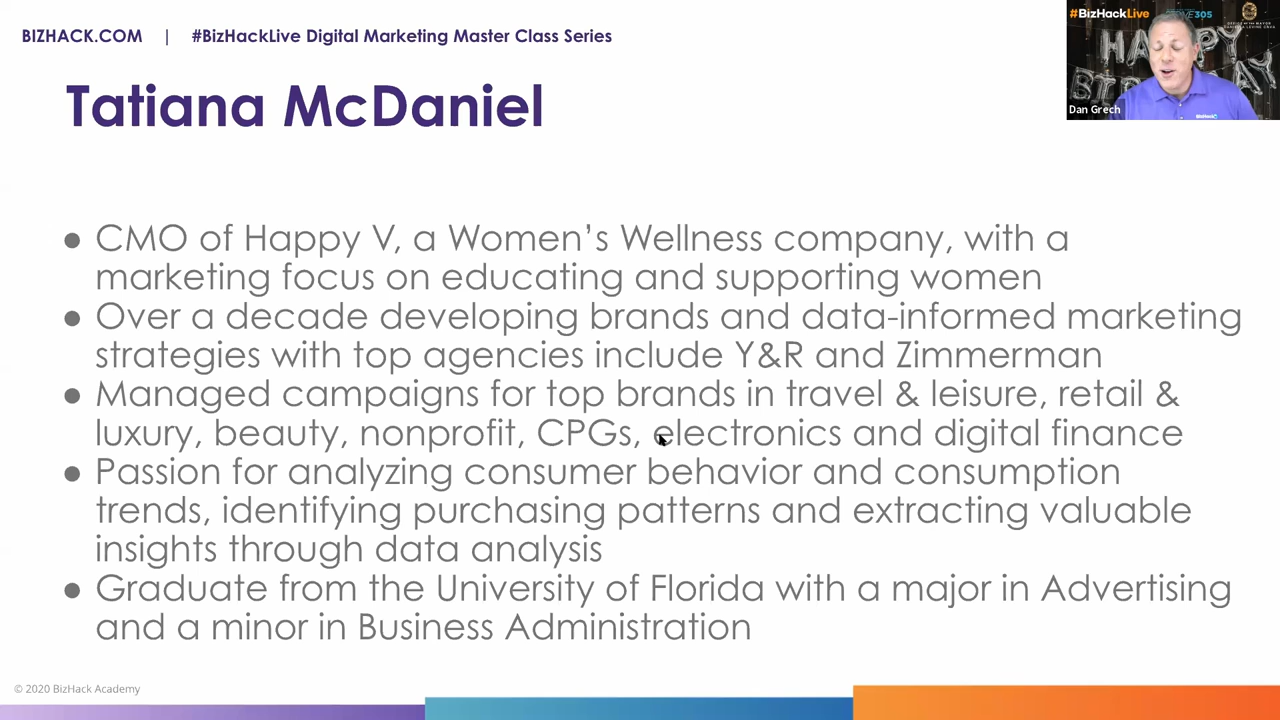 BIZHACK.COM | #BizHackLive Digital Marketing Master Class Series
#BizHackLive
305
HAPPY
Dan Grech
BizHack
Tatiana McDaniel
● CMO of Happy V, a Women’s Wellness company, with a
marketing focus on educating and supporting women
● Over a decade developing brands and data-informed marketing
strategies with top agencies include Y&R and Zimmerman
● Managed campaigns for top brands in travel & leisure, retail &
luxury, beauty, nonprofit, CPGs, electronics and digital finance
● Passion for analyzing consumer behavior and consumption
trends, identifying purchasing patterns and extracting valuable
insights through data analysis
● Graduate from the University of Florida with a major in Advertising
and a minor in Business Administration
© 2020 BizHack Academy